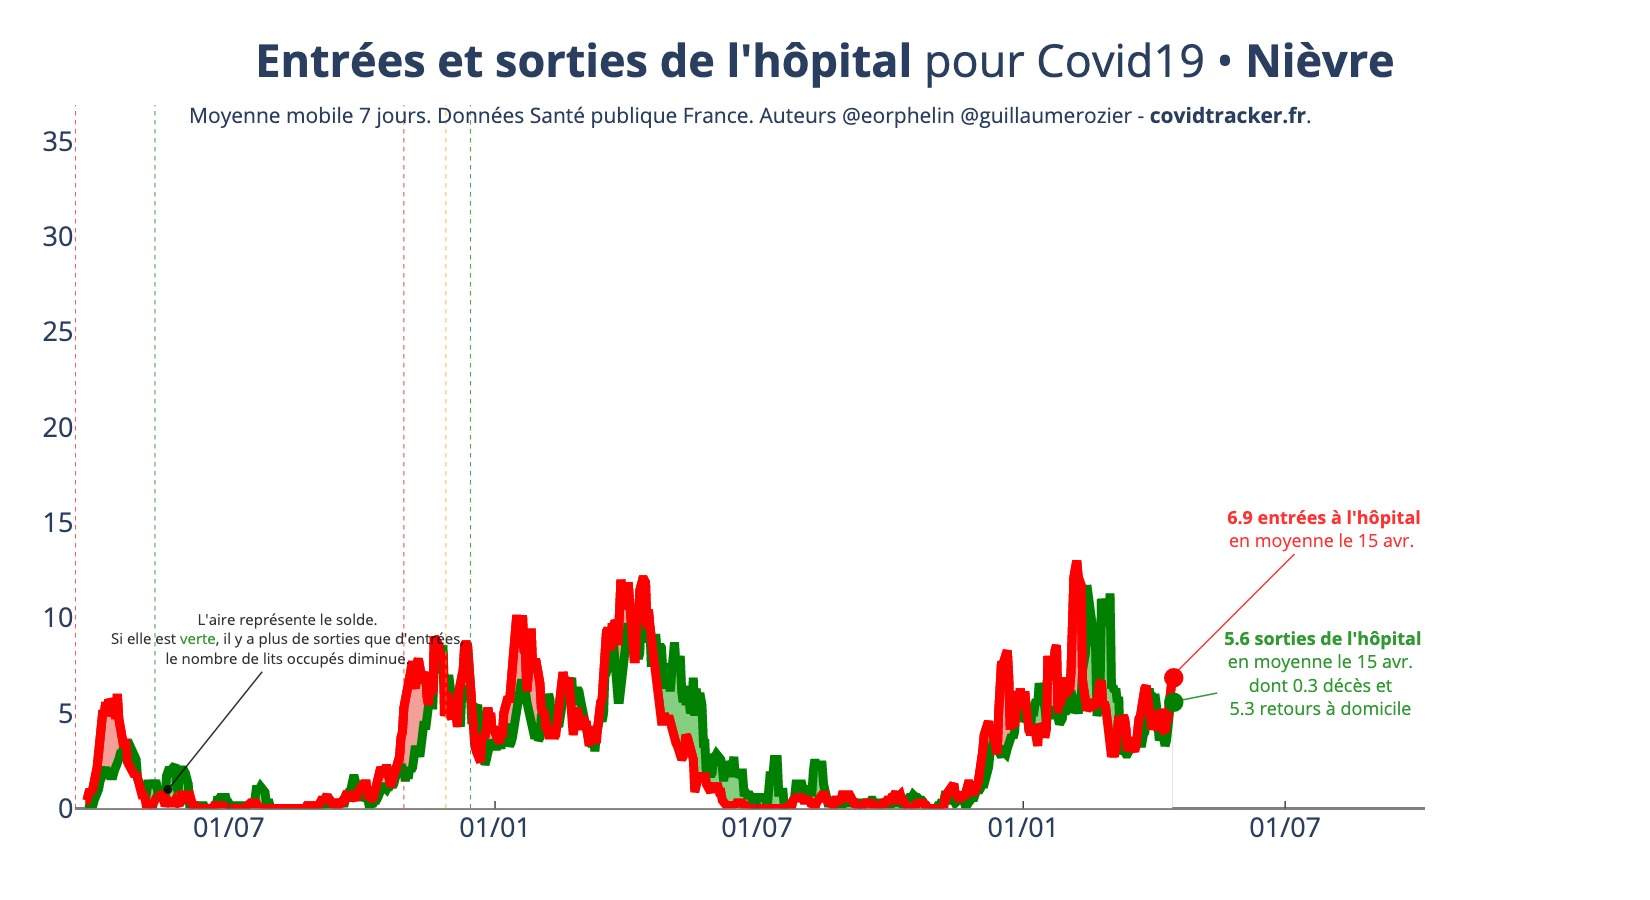 Entrées et sorties de l'hôpital pour Covid19 • Nièvre
Moyenne mobile 7 jours. Données Santé publique France. Auteurs @eorphelin @guillaumerozier - covidtracker.fr.
35
30
25
20
15
10
5
0
L'aire représente le solde.
Si elle est verte, il y a plus de sorties que d'entrées,
le nombre de lits occupés diminue.
6.9 entrées à l'hôpital
en moyenne le 15 avr.
5.6 sorties de l'hôpital
en moyenne le 15 avr.
dont 0.3 décès et
5.3 retours à domicile
01/07
01/01
01/07
01/01
01/07